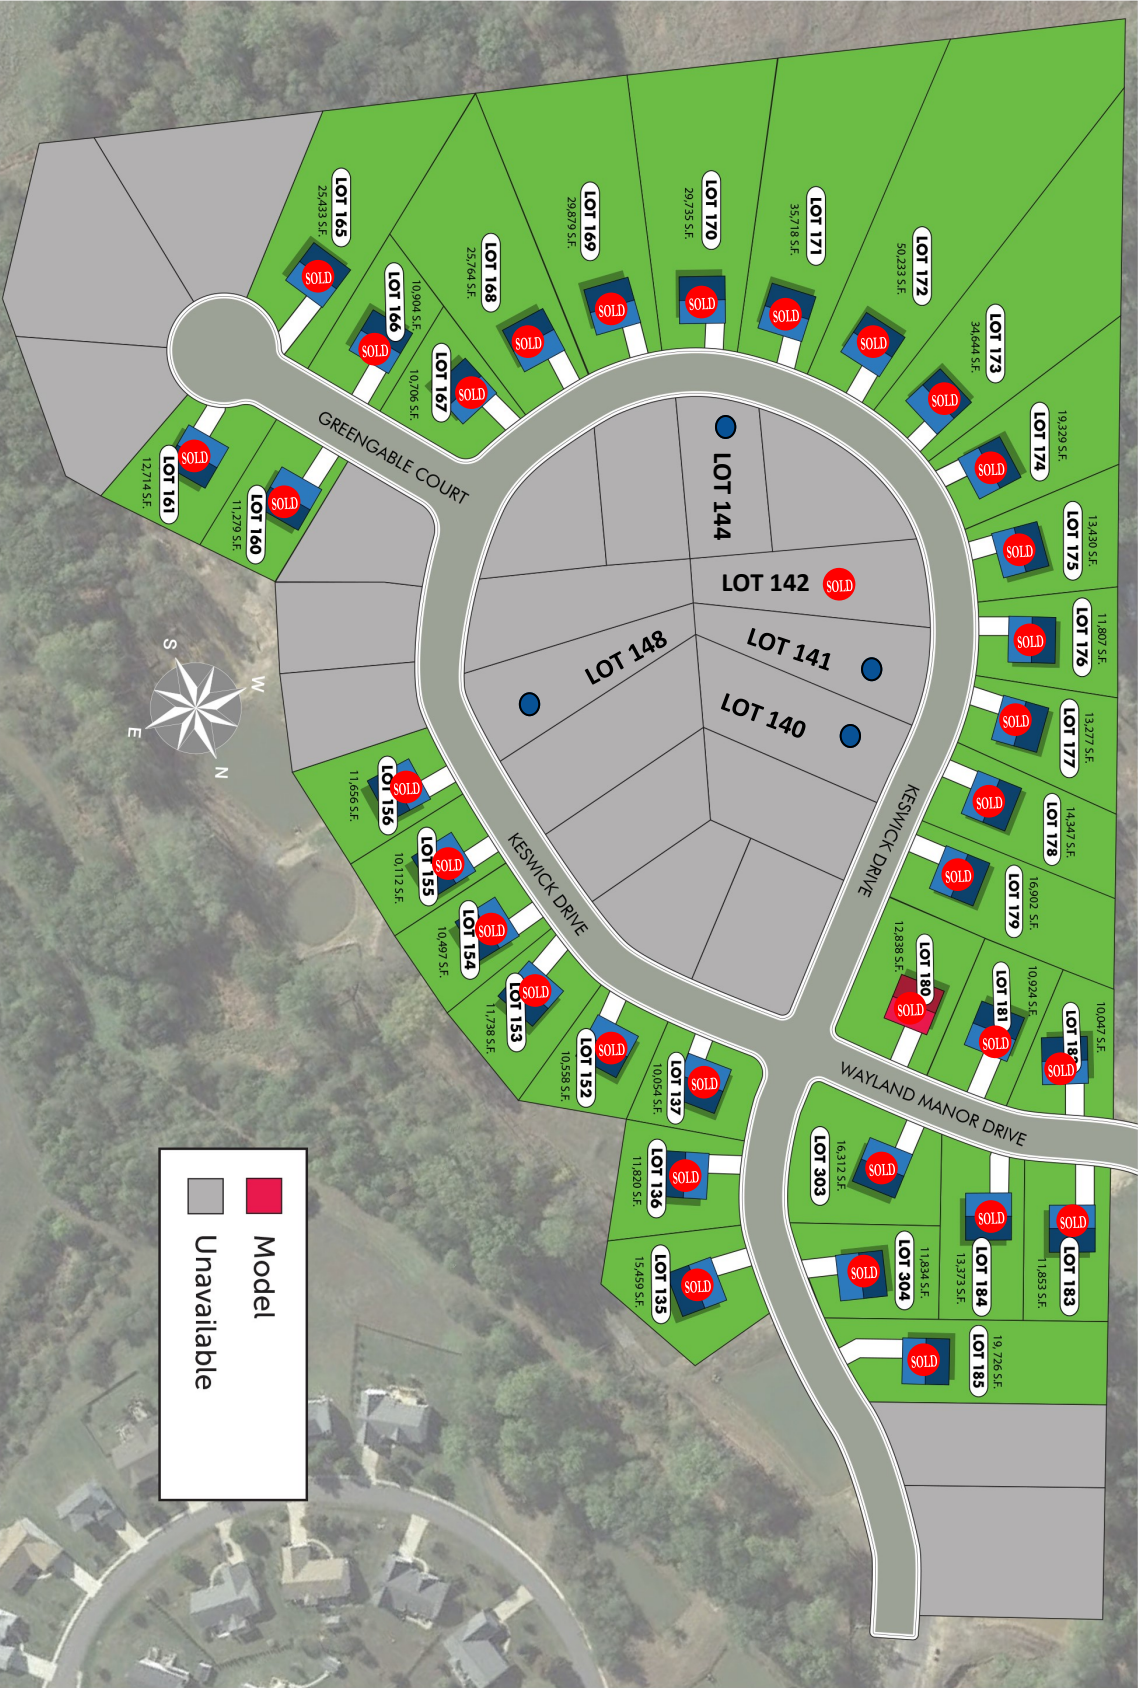 LOT 165
25,433 S.F.
SOLD
LOT 166
10,904 S.F.
SOLD
LOT 167
10,706 S.F.
SOLD
LOT 168
25,764 S.F.
SOLD
LOT 169
29,879 S.F.
SOLD
LOT 170
29,735 S.F.
SOLD
LOT 171
35,718 S.F.
SOLD
LOT 172
50,233 S.F.
SOLD
LOT 173
34,644 S.F.
SOLD
LOT 174
19,329 S.F.
SOLD
LOT 175
13,430 S.F.
SOLD
LOT 176
11,807 S.F.
SOLD
LOT 177
13,277 S.F.
SOLD
LOT 178
14,347 S.F.
SOLD
LOT 179
16,902 S.F.
SOLD
LOT 180
12,838 S.F.
SOLD
LOT 181
10,924 S.F.
SOLD
LOT 182
10,047 S.F.
SOLD
GREENGABLE COURT
LOT 161
12,714 S.F.
SOLD
LOT 160
11,279 S.F.
SOLD
LOT 144
LOT 142
SOLD
LOT 141
LOT 140
LOT 148
KESWICK DRIVE
KESWICK DRIVE
WAYLAND MANOR DRIVE
S
W
E
N
LOT 156
11,656 S.F.
SOLD
LOT 155
10,112 S.F.
SOLD
LOT 154
10,497 S.F.
SOLD
LOT 153
11,738 S.F.
SOLD
LOT 152
10,558 S.F.
SOLD
LOT 137
10,054 S.F.
SOLD
LOT 136
11,820 S.F.
SOLD
LOT 135
15,459 S.F.
SOLD
LOT 303
16,312 S.F.
SOLD
LOT 304
11,834 S.F.
SOLD
LOT 184
13,373 S.F.
SOLD
LOT 183
11,853 S.F.
SOLD
LOT 185
19,726 S.F.
SOLD
Model
Unavailable